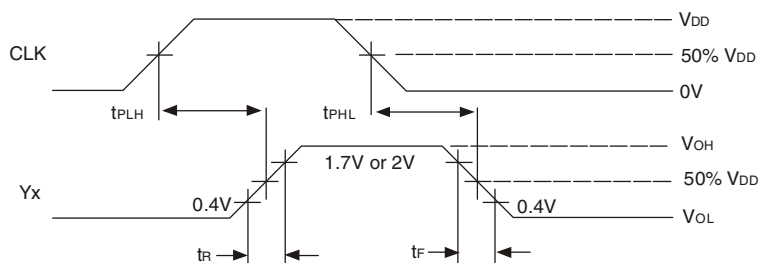 VDD
CLK
50% VDD
0V
tPLH
tPHL
VOH
1.7V or 2V
Yx
50% VDD
0.4V
0.4V
VOL
tR
tF